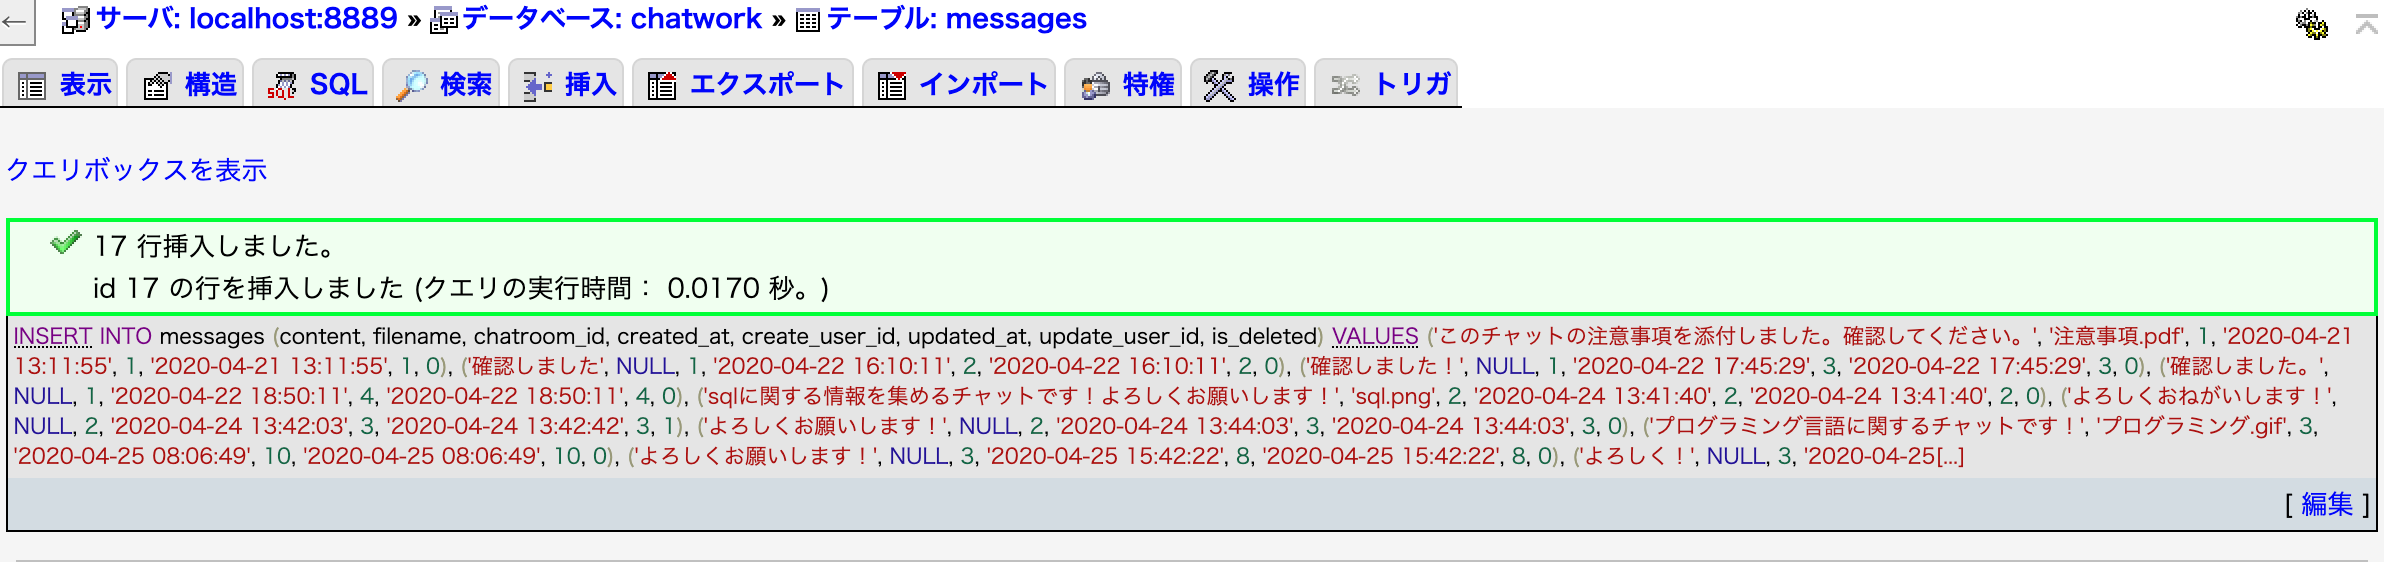 サーバ: localhost:8889 » データベース: chatwork » テーブル: messages
表示 構造 SQL 検索 挿入 エクスポート インポート 特権 操作 トリガ
クエリボックスを表示
17 行挿入しました。
id 17 の行を挿入しました (クエリの実行時間： 0.0170 秒。)
INSERT INTO messages (content, filename, chatroom_id, created_at, create_user_id, updated_at, update_user_id, is_deleted) VALUES ('このチャットの注意事項を添付しました。確認してください。', '注意事項.pdf', 1, '2020-04-21
13:11:55', 1, '2020-04-21 13:11:55', 1, 0), ('確認しました', NULL, 1, '2020-04-22 16:10:11', 2, '2020-04-22 16:10:11', 2, 0), ('確認しました！', NULL, 1, '2020-04-22 17:45:29', 3, '2020-04-22 17:45:29', 3, 0), ('確認しました。',
NULL, 1, '2020-04-22 18:50:11', 4, '2020-04-22 18:50:11', 4, 0), ('sqlに関する情報を集めるチャットです！よろしくお願いします！', 'sql.png', 2, '2020-04-24 13:41:40', 2, '2020-04-24 13:41:40', 2, 0), ('よろしくおねがいします！',
NULL, 2, '2020-04-24 13:42:03', 3, '2020-04-24 13:42:42', 3, 1), ('よろしくお願いします！', NULL, 2, '2020-04-24 13:44:03', 3, '2020-04-24 13:44:03', 3, 0), ('プログラミング言語に関するチャットです！', 'プログラミング.gif', 3,
'2020-04-25 08:06:49', 10, '2020-04-25 08:06:49', 10, 0), ('よろしくお願いします！', NULL, 3, '2020-04-25 15:42:22', 8, '2020-04-25 15:42:22', 8, 0), ('よろしく！', NULL, 3, '2020-04-25[...]
[ 編集 ]